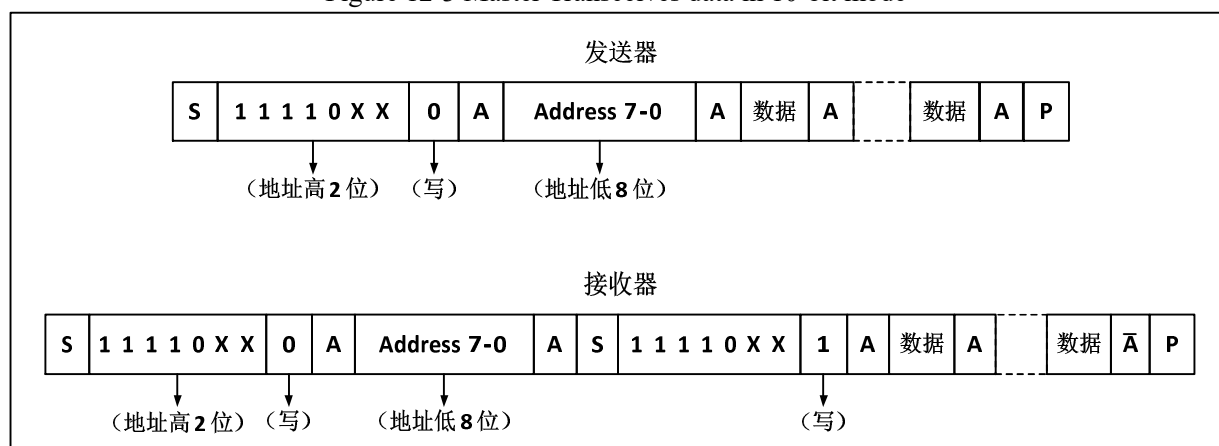 Figure 12-3 Master Transceives data in 10-bit mode
发送器
S 1 1 1 1 0 X X 0 A Address 7-0 A 数据 A 数据 A P
（地址高2位） （写） （地址低8位）
接收器
S 1 1 1 1 0 X X 0 A Address 7-0 A S 1 1 1 1 0 X X 1 A 数据 A 数据 A̅ P
（地址高2位） （写） （地址低8位） （写）